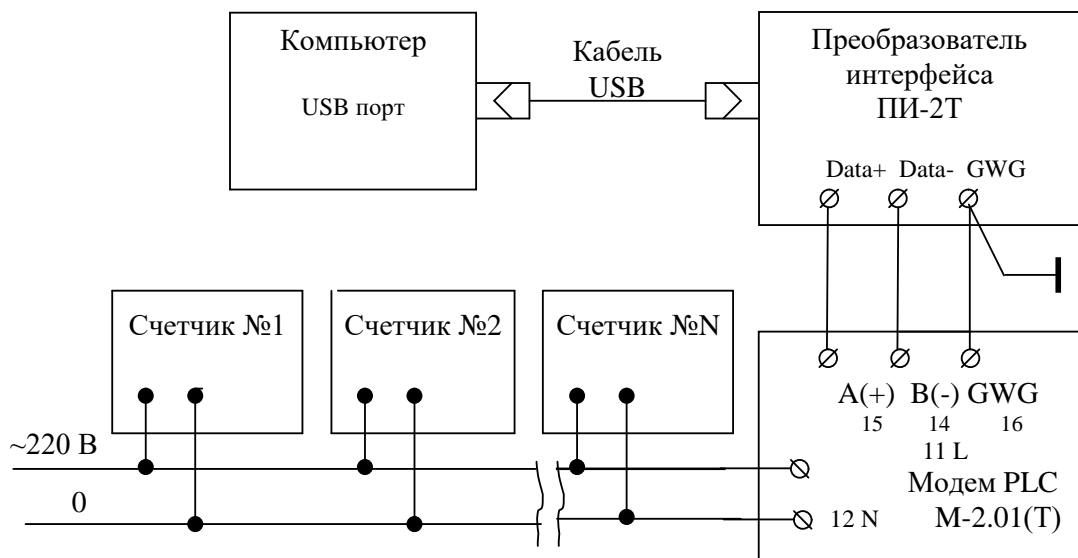 Компьютер
USB порт
Кабель
USB
Преобразователь
интерфейса
ПИ-2Т
Data+ Data- GWG
Счетчик №1
Счетчик №2
Счетчик №N
A(+) B(-) GWG
15 14 16
11 L
~220 В
Модем PLC
0
12 N
М-2.01(Т)